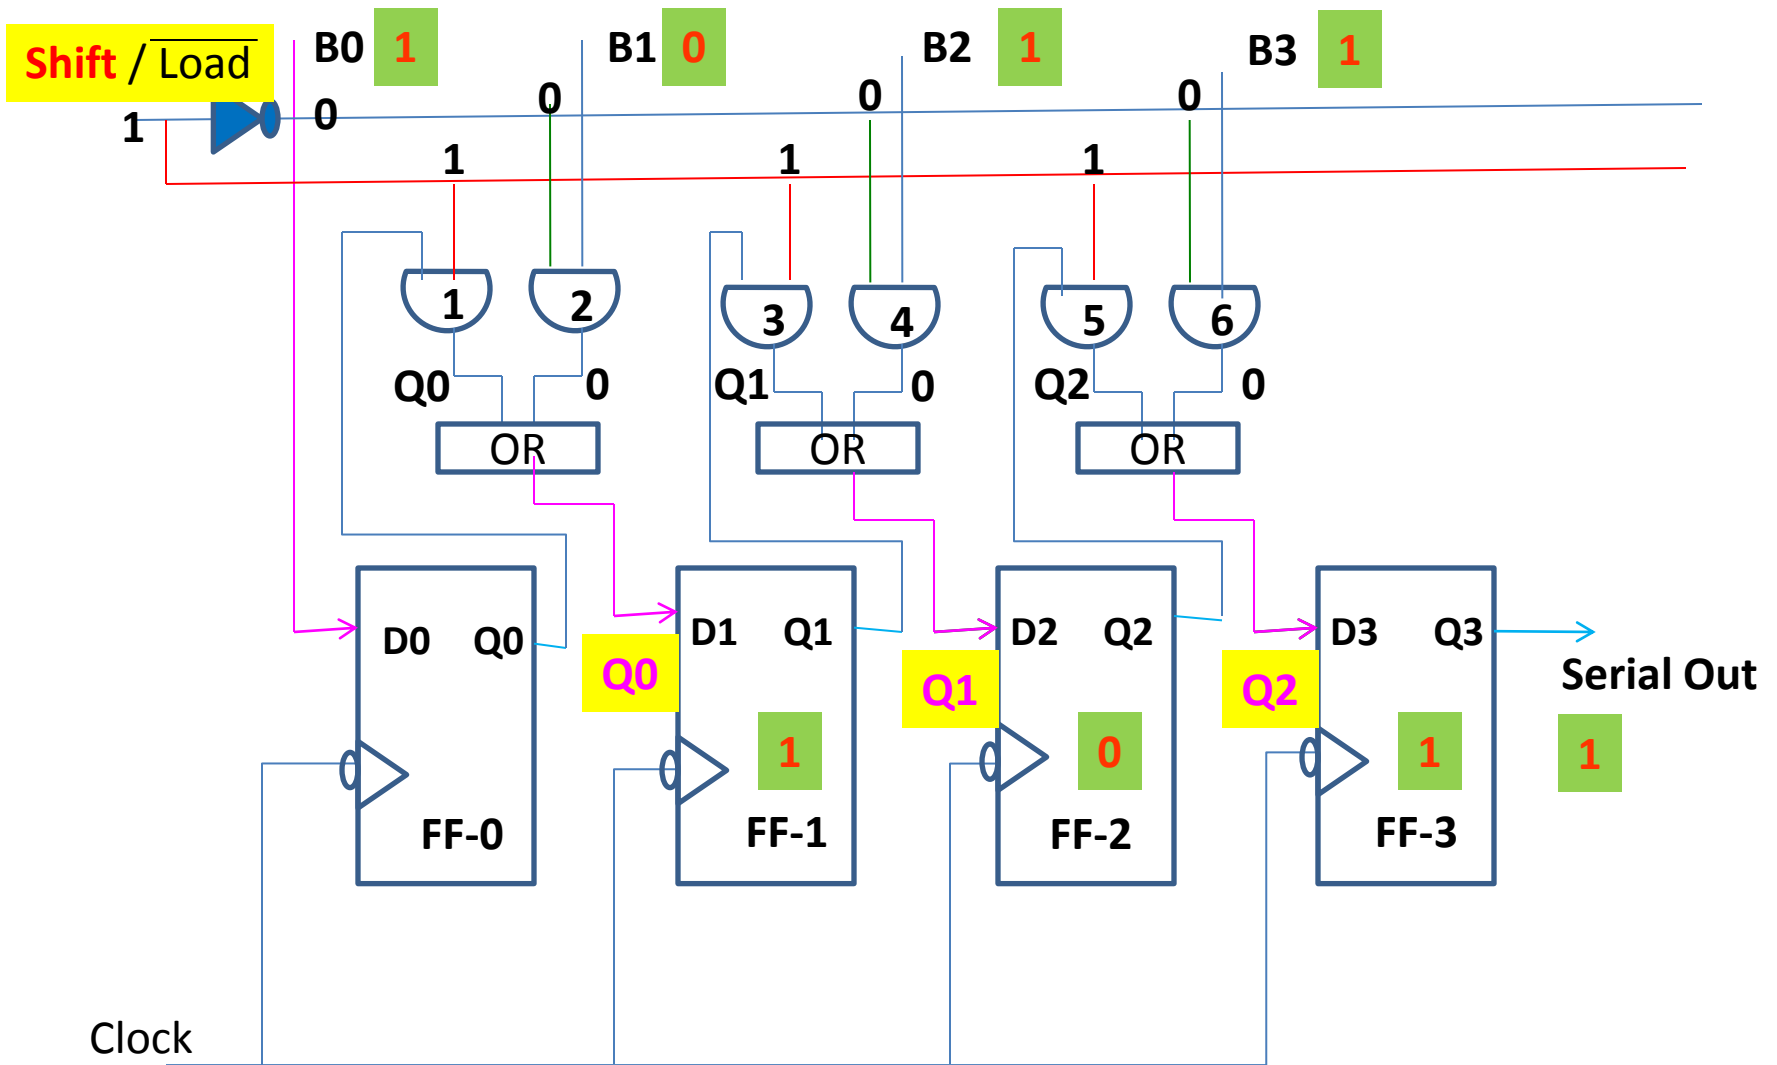 Shift / Load
B0 1
B1 0
B2 1
B3 1
1
0
0
0
0
1
1
1
1
2
3
4
5
6
Q0
0
Q1
0
Q2
0
OR
OR
OR
D0
Q0
Q0
D1
Q1
Q1
D2
Q2
Q2
D3
Q3
Serial Out
1
0
1
1
FF-0
FF-1
FF-2
FF-3
Clock